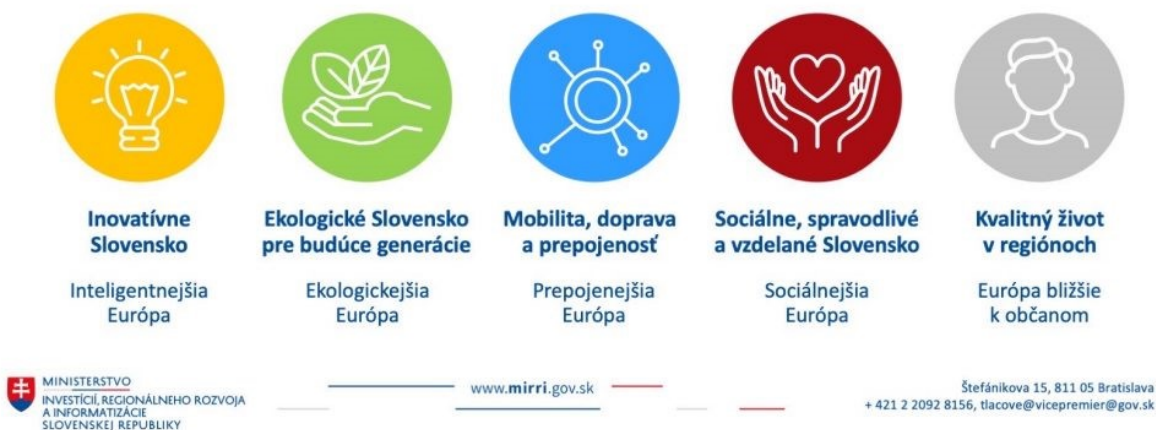 Inovatívne
Slovensko
Ekologické Slovensko
pre budúce generácie
Mobilita, doprava
a prepojenosť
Sociálne, spravodlivé
a vzdelané Slovensko
Kvalitný život
v regiónoch
Inteligentnejšia
Európa
Ekologickejšia
Európa
Prepojenejšia
Európa
Sociálnejšia
Európa
Európa bližšie
k občanom
MINISTERSTVO
INVESTÍCIÍ, REGIONÁLNEHO ROZVOJA
A INFORMATIZÁCIE
SLOVENSKEJ REPUBLIKY
www.mirri.gov.sk
Štefánikova 15, 811 05 Bratislava
+ 421 2 2092 8156, tlacove@vicepremier@gov.sk